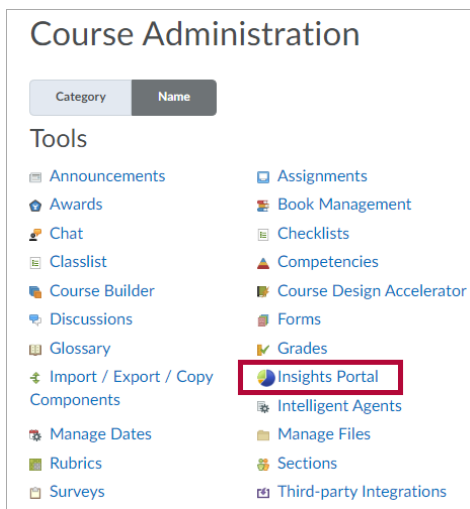 Course Administration
Category Name
Tools
Announcements
Assignments
Awards
Book Management
Chat
Checklists
Classlist
Competencies
Course Builder
Course Design Accelerator
Discussions
Forms
Glossary
Grades
Import / Export / Copy
Components
Insights Portal
Intelligent Agents
Manage Dates
Manage Files
Rubrics
Sections
Surveys
Third-party Integrations